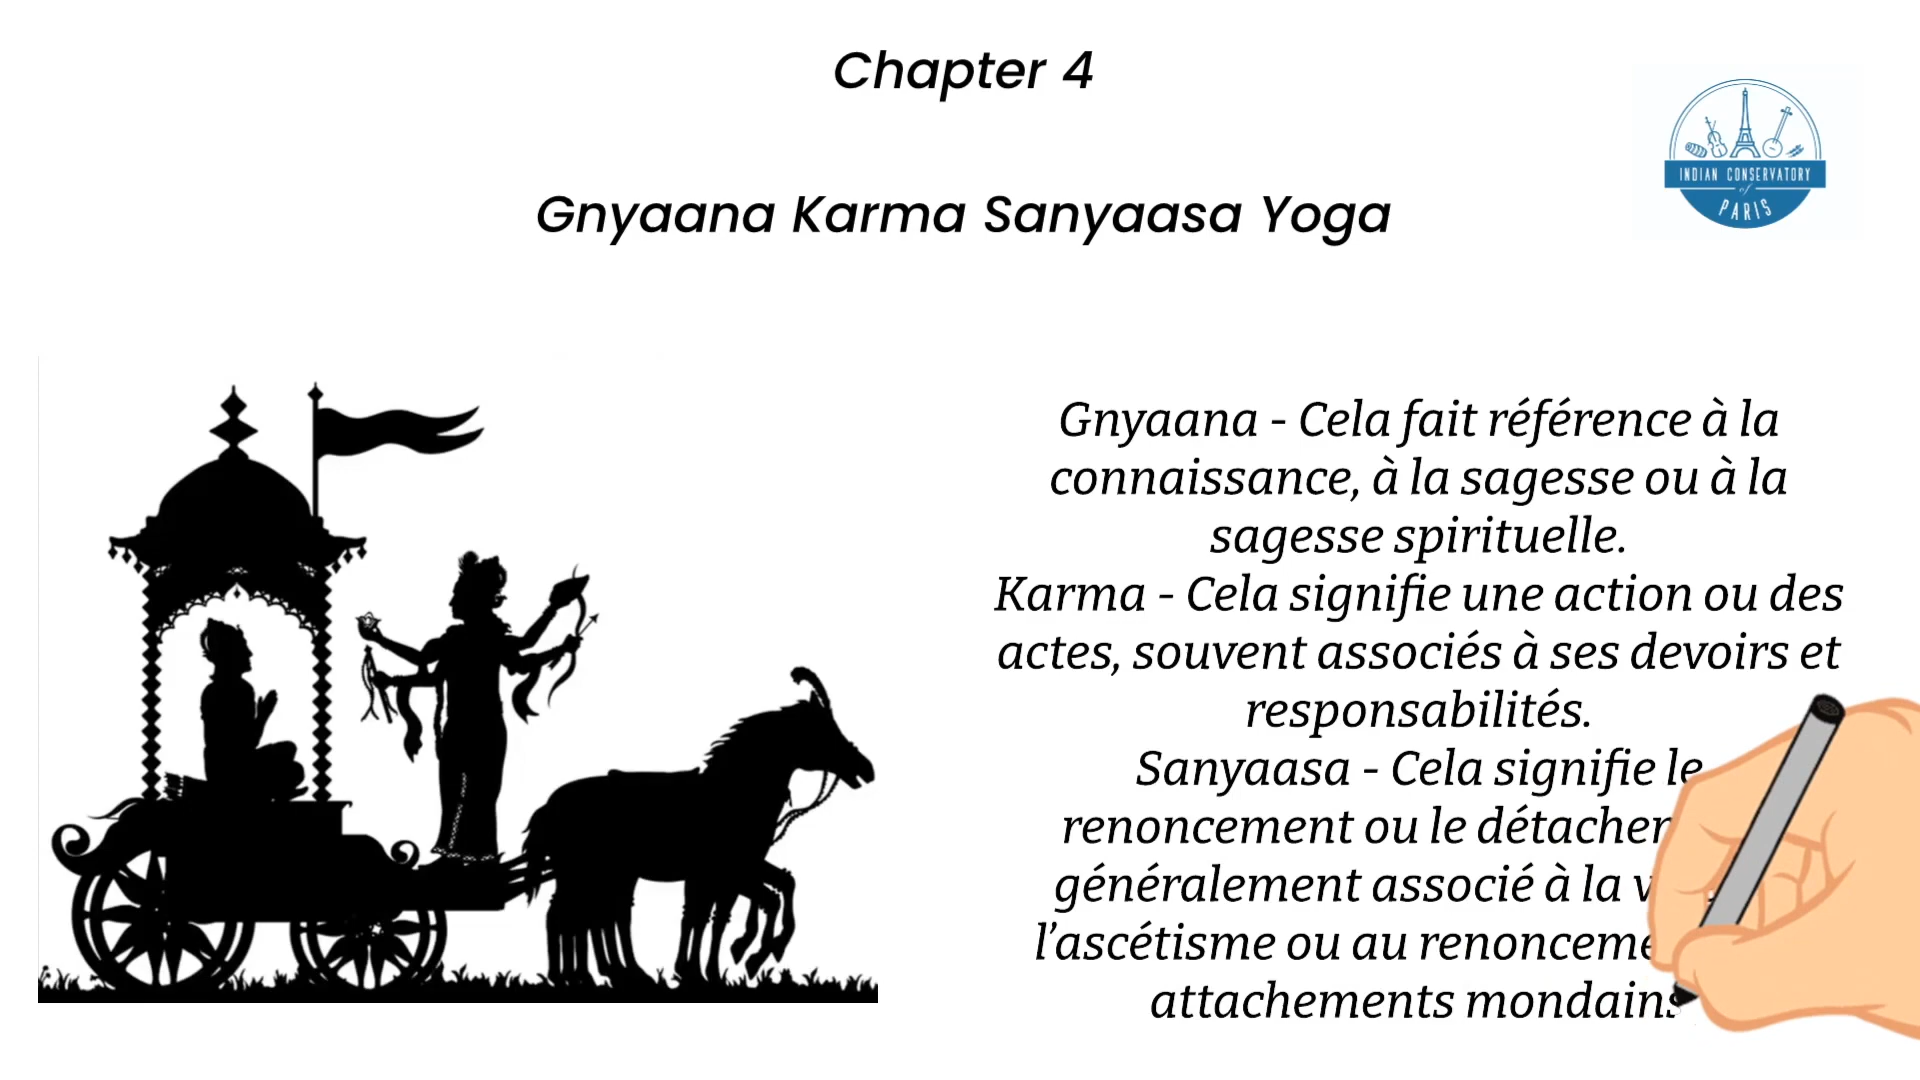 Chapter 4
Gnyaana Karma Sanyaasa Yoga
INDIAN CONSERVATORY
of
PARIS
Gnyaana - Cela fait référence à la
connaissance, à la sagesse ou à la
sagesse spirituelle.
Karma - Cela signifie une action ou des
actes, souvent associés à ses devoirs et
responsabilités.
Sanyaasa - Cela signifie le
renoncement ou le
généralement associé à la
l’ascétisme ou au
attachements mondains